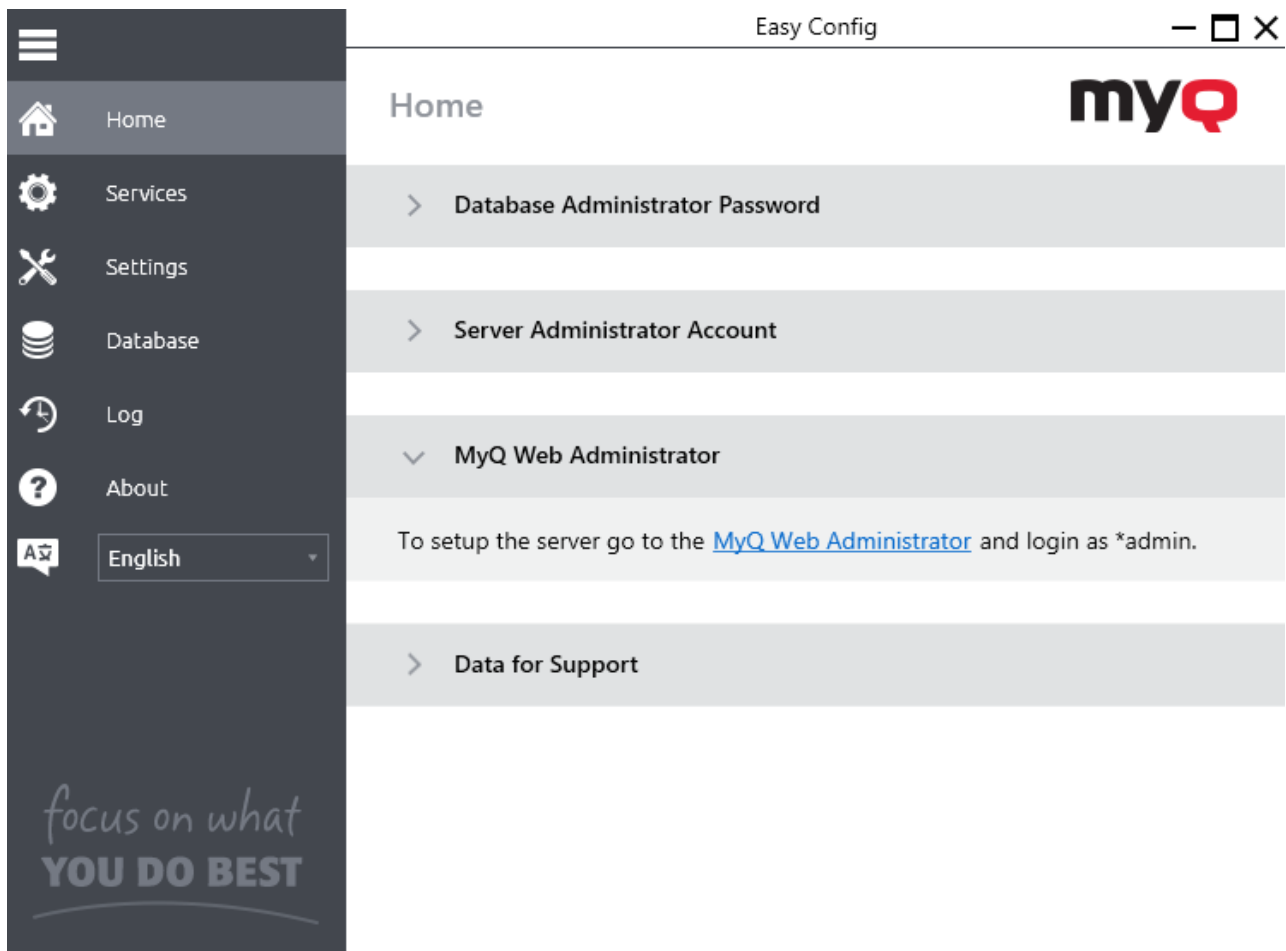 Easy Config
Home
Services
Settings
Database
Log
About
A文
English
focus on what
YOU DO BEST
Home
myQ
Database Administrator Password
Server Administrator Account
MyQ Web Administrator
To setup the server go to the MyQ Web Administrator and login as *admin.
Data for Support